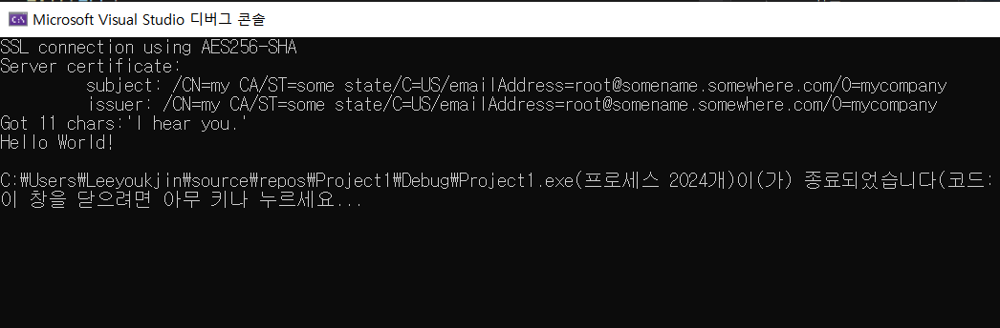 C:\
Microsoft Visual Studio 디버그 콘솔
SSL connection using AES256-SHA
Server certificate:
subject: /CN=my CA/ST=some state/C=US/emailAddress=root@somename.somewhere.com/O=mycompany
issuer: /CN=my CA/ST=some state/C=US/emailAddress=root@somename.somewhere.com/O=mycompany
Got 11 chars:'I hear you.'
Hello World!
C:₩Users₩Leeyoukjin₩source₩repos₩Project1₩Debug₩Project1.exe(프로세스 2024개)이(가) 종료되었습니다(코드:
이 창을 닫으려면 아무 키나 누르세요...